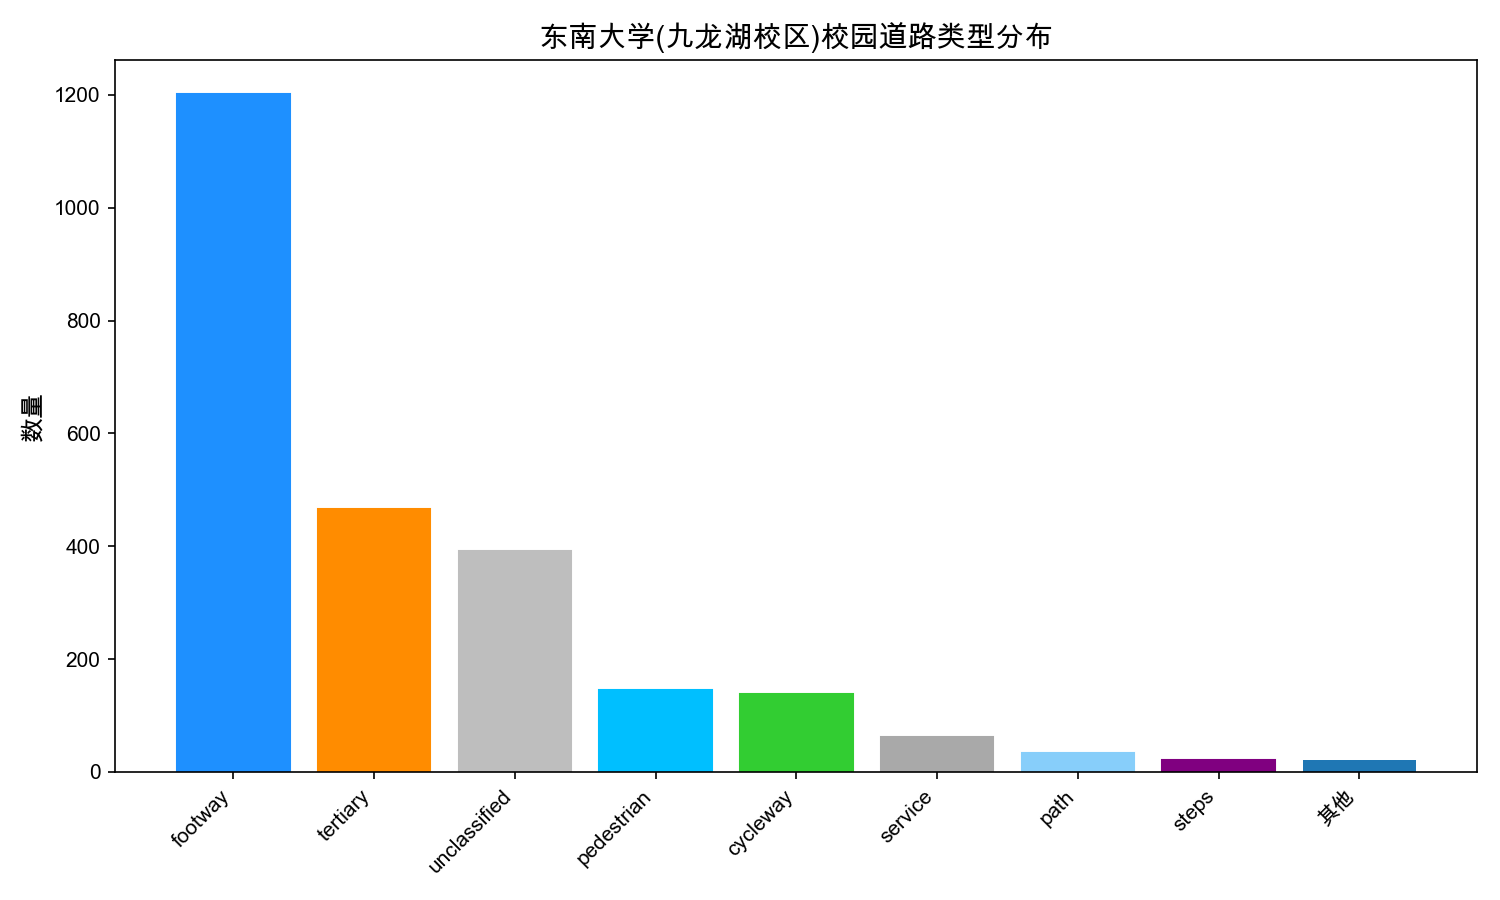 东南大学(九龙湖校区)校园道路类型分布
数量
1200
1000
800
600
400
200
0
footway
tertiary
unclassified
pedestrian
cycleway
service
path
steps
其他